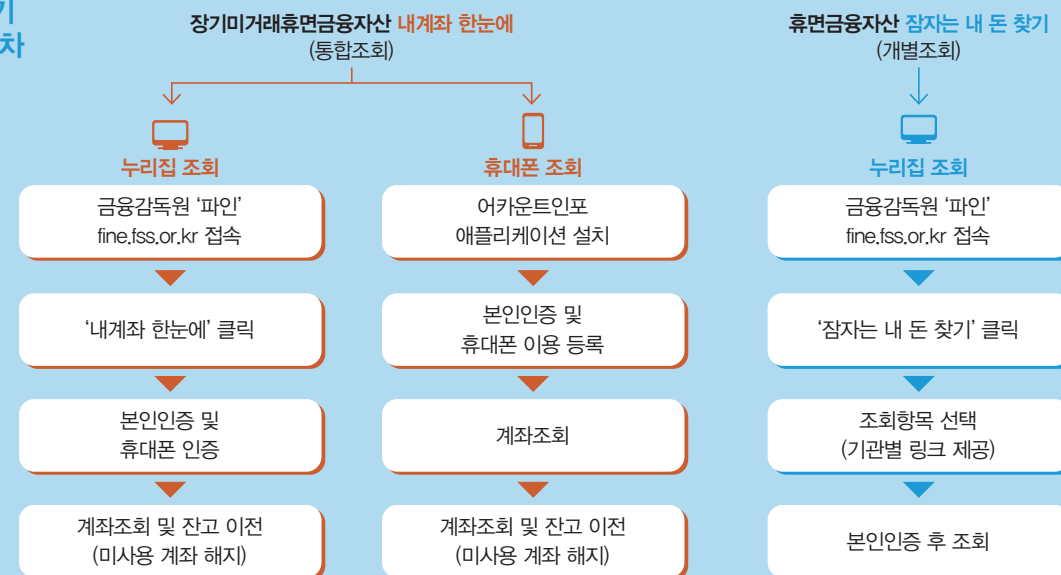 기
차
장기미거래휴면금융자산 내계좌 한눈에
(통합조회)
누리집 조회
금융감독원 ‘파인’
fine.fss.or.kr 접속
‘내계좌 한눈에’ 클릭
본인인증 및
휴대폰 인증
계좌조회 및 잔고 이전
(미사용 계좌 해지)
휴대폰 조회
어카운트인포
애플리케이션 설치
본인인증 및
휴대폰 이용 등록
계좌조회
계좌조회 및 잔고 이전
(미사용 계좌 해지)
휴면금융자산 잠자는 내 돈 찾기
(개별조회)
누리집 조회
금융감독원 ‘파인’
fine.fss.or.kr 접속
‘잠자는 내 돈 찾기’ 클릭
조회항목 선택
(기관별 링크 제공)
본인인증 후 조회